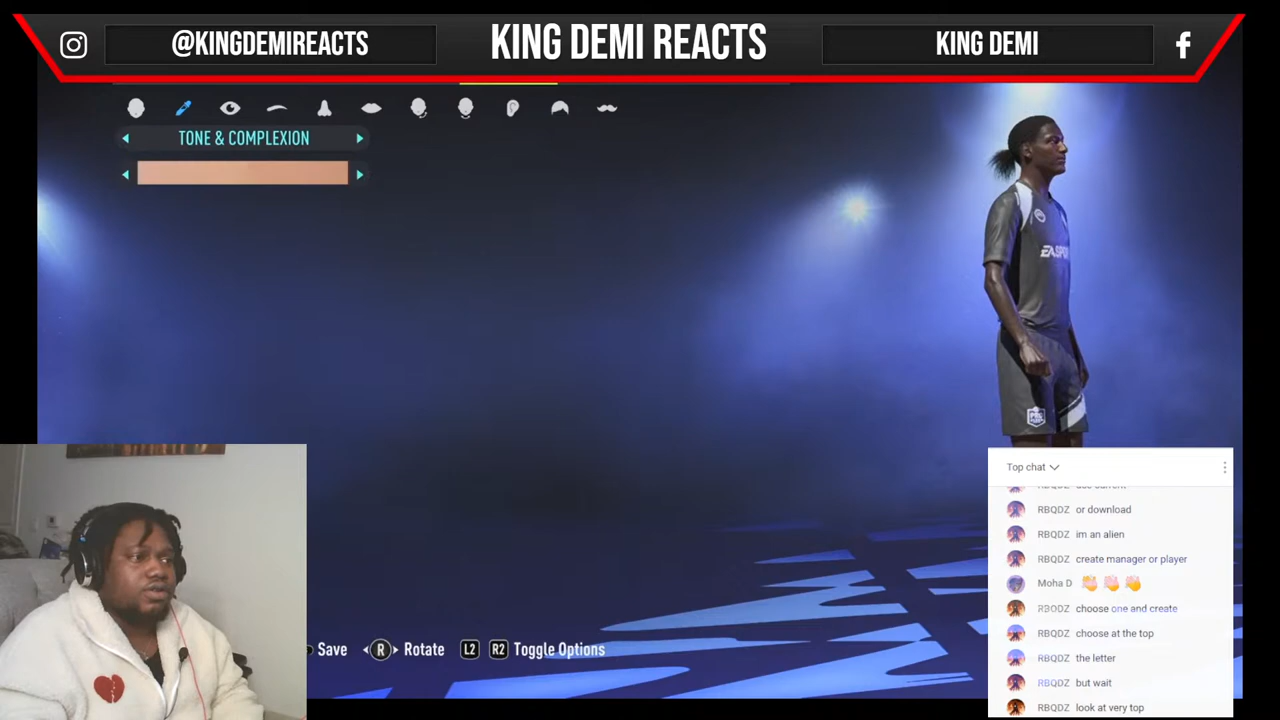 @KINGDEMIREACTS
KING DEMI REACTS
KING DEMI
TONE & COMPLEXION
EA SPOR
Save
R Rotate
L2 R2 Toggle Options
Top chat
RBQDZ or download
RBQDZ im an alien
RBQDZ create manager or player
Moha D
RBQDZ choose one and create
RBQDZ choose at the top
RBQDZ the letter
RBQDZ but wait
RBQDZ look at very top